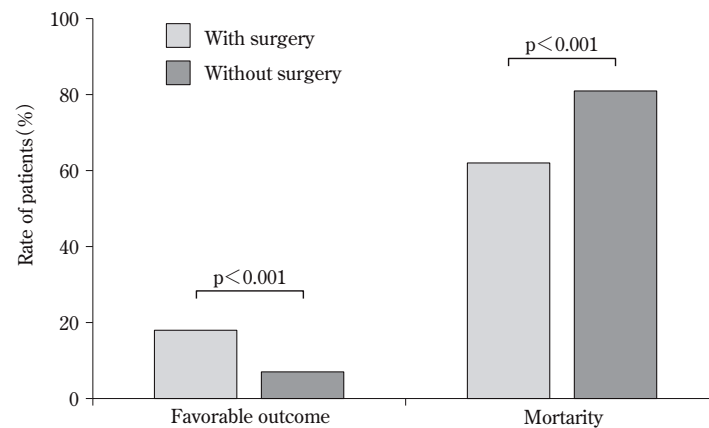 100
80
60
40
20
0
Rate of patients(%)
With surgery
Without surgery
p<0.001
p<0.001
Favorable outcome
Mortarity